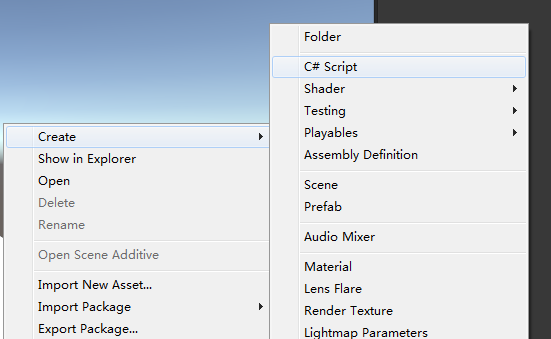 Create
Show in Explorer
Open
Delete
Rename
Open Scene Additive
Import New Asset...
Import Package
Export Package...
Folder
C# Script
Shader
Testing
Playables
Assembly Definition
Scene
Prefab
Audio Mixer
Material
Lens Flare
Render Texture
Lightmap Parameters